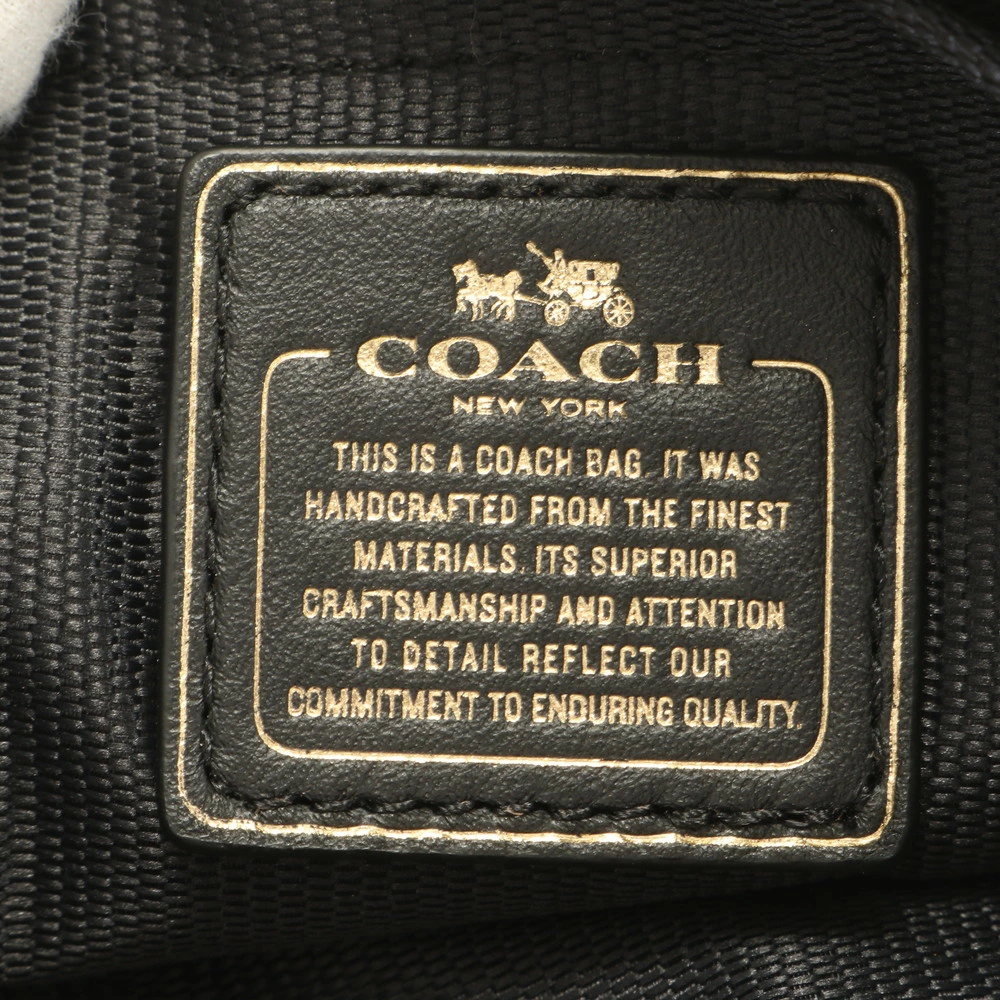 COACH
NEW YORK
THIS IS A COACH BAG. IT WAS
HANDCRAFTED FROM THE FINEST
MATERIALS. ITS SUPERIOR
CRAFTSMANSHIP AND ATTENTION
TO DETAIL REFLECT OUR
COMMITMENT TO ENDURING QUALITY.